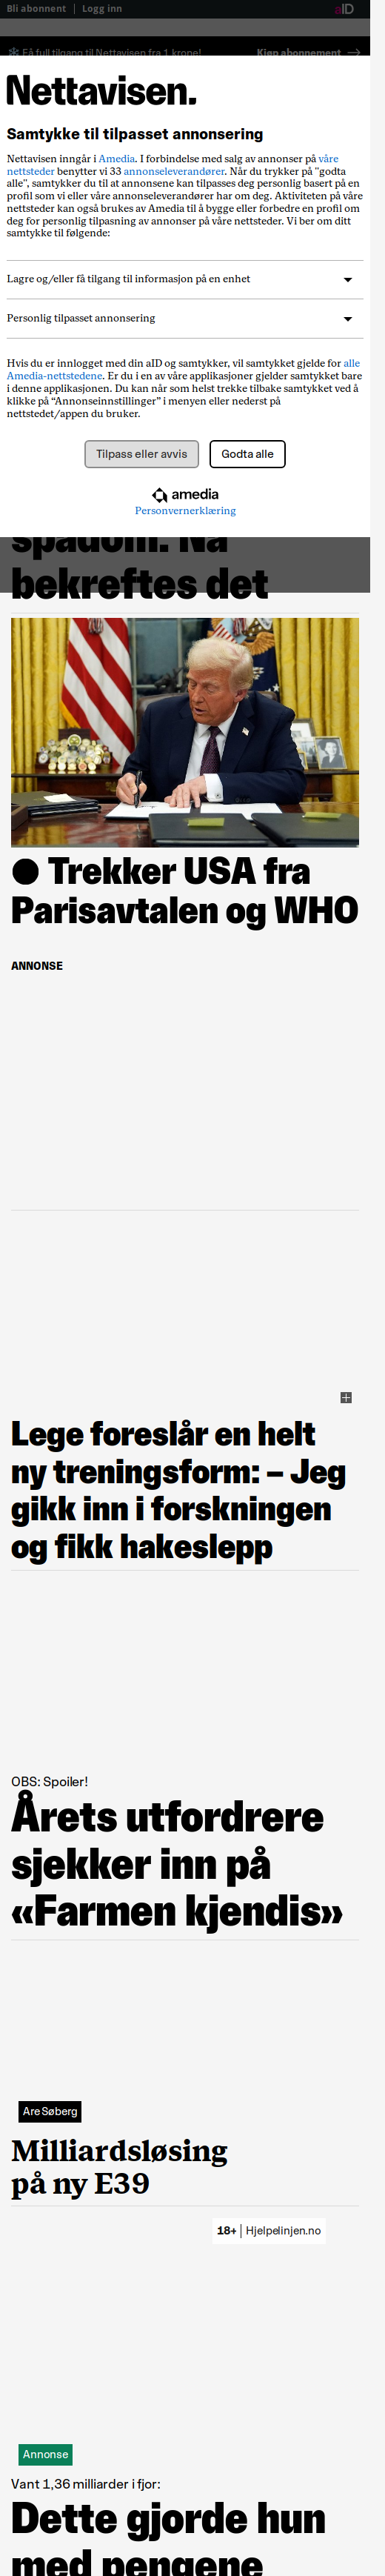 Bli abonnent | Logg inn
aID
Få full tilgang til Nettavisen fra 1 krone!
Kjøp abonnement
Nettavisen.
Samtykke til tilpasset annonsering
Nettavisen inngår i Amedia. I forbindelse med salg av annonser på våre
nettsteder benytter vi 33 annonseleverandører. Når du trykker på "godta
alle", samtykker du til at annonsene kan tilpasses deg personlig basert på en
profil som vi eller våre annonseleverandører har om deg. Aktiviteten på våre
nettsteder kan også brukes av Amedia til å bygge eller forbedre en profil om
deg for personlig tilpasning av annonser på våre nettsteder. Vi ber om ditt
samtykke til følgende:
Lagre og/eller få tilgang til informasjon på en enhet
Personlig tilpasset annonsering
Hvis du er innlogget med din aID og samtykker, vil samtykket gjelde for alle
Amedia-nettstedene. Er du i en av våre applikasjoner gjelder samtykket bare
i denne applikasjonen. Du kan når som helst trekke tilbake samtykket ved å
klikke på “Annonseinnstillinger” i menyen eller nederst på
nettstedet/appen du bruker.
Tilpass eller avvis
Godta alle
amedia
Personvernerklæring
spådom: Nå
bekreftes det
● Trekker USA fra
Parisavtalen og WHO
ANNONSE
Lege foreslår en helt
ny treningsform: – Jeg
gikk inn i forskningen
og fikk hakeslepp
OBS: Spoiler!
Årets utfordrere
sjekker inn på
«Farmen kjendis»
Are Søberg
Milliardsløsing
på ny E39
18+ | Hjelpelinjen.no
Annonse
Vant 1,36 milliarder i fjor:
Dette gjorde hun
med pengene